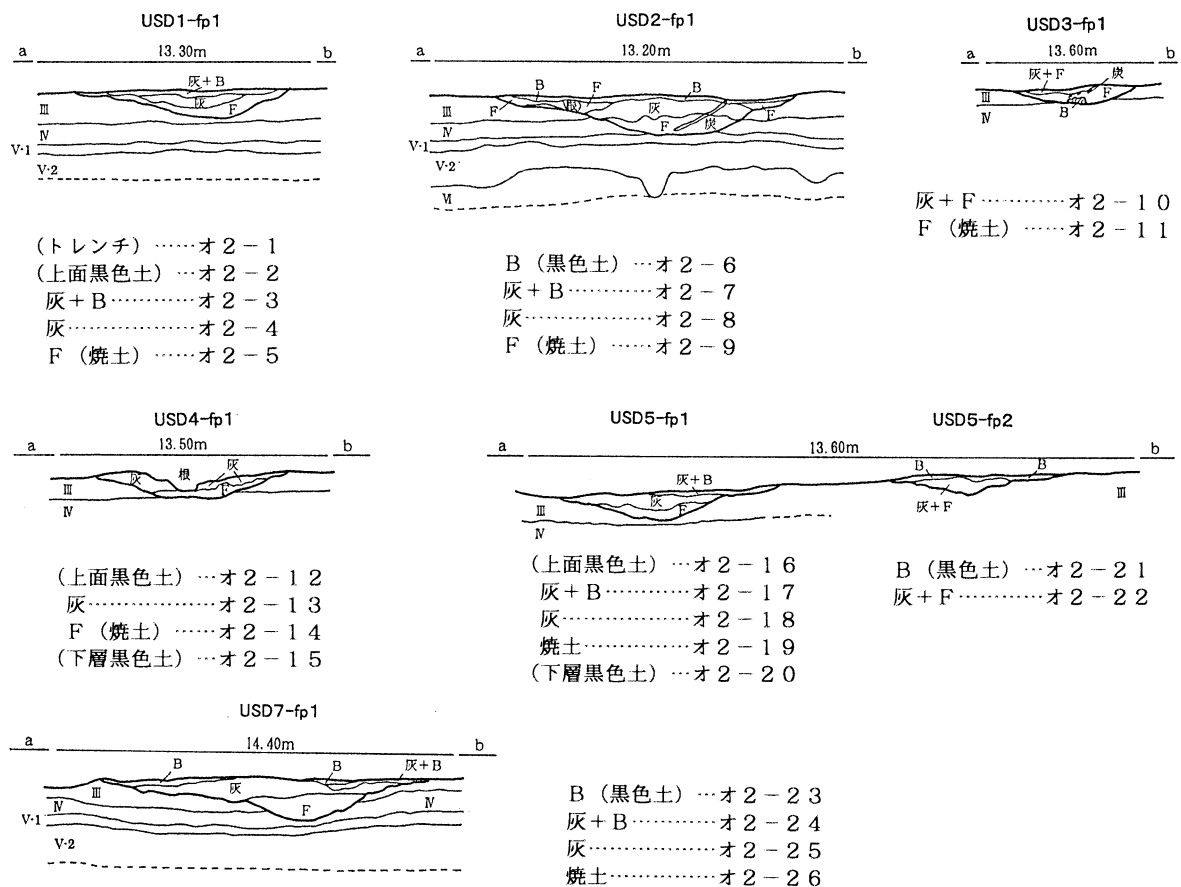 USD1-fp1
a 13.30m b
灰+B
灰
F
III
IV
V・1
V・2
(トレンチ)……オ2-1
(上面黒色土)…オ2-2
灰+B…………オ2-3
灰……………オ2-4
F(焼土)……オ2-5
USD2-fp1
a 13.20m b
B F B
F 根 灰 F
F 炭
III
IV
V・1
V・2
VI
B(黒色土)…オ2-6
灰+B…………オ2-7
灰……………オ2-8
F(焼土)……オ2-9
USD3-fp1
a 13.60m b
灰+F 炭
F
III
IV
B
灰+F…………オ2-10
F(焼土)……オ2-11
USD4-fp1
a 13.50m b
灰 根 灰
F
III
IV
(上面黒色土)…オ2-12
灰……………オ2-13
F(焼土)……オ2-14
(下層黒色土)…オ2-15
USD5-fp1 USD5-fp2
a 13.60m b
灰+B
灰
F
III
IV
B B
灰+F
III
(上面黒色土)…オ2-16
灰+B…………オ2-17
灰……………オ2-18
焼土…………オ2-19
(下層黒色土)…オ2-20
B(黒色土)…オ2-21
灰+F…………オ2-22
USD7-fp1
a 14.40m b
B B 灰+B
灰
F
III
IV IV
V・1
V・2
B(黒色土)…オ2-23
灰+B…………オ2-24
灰……………オ2-25
焼土…………オ2-26